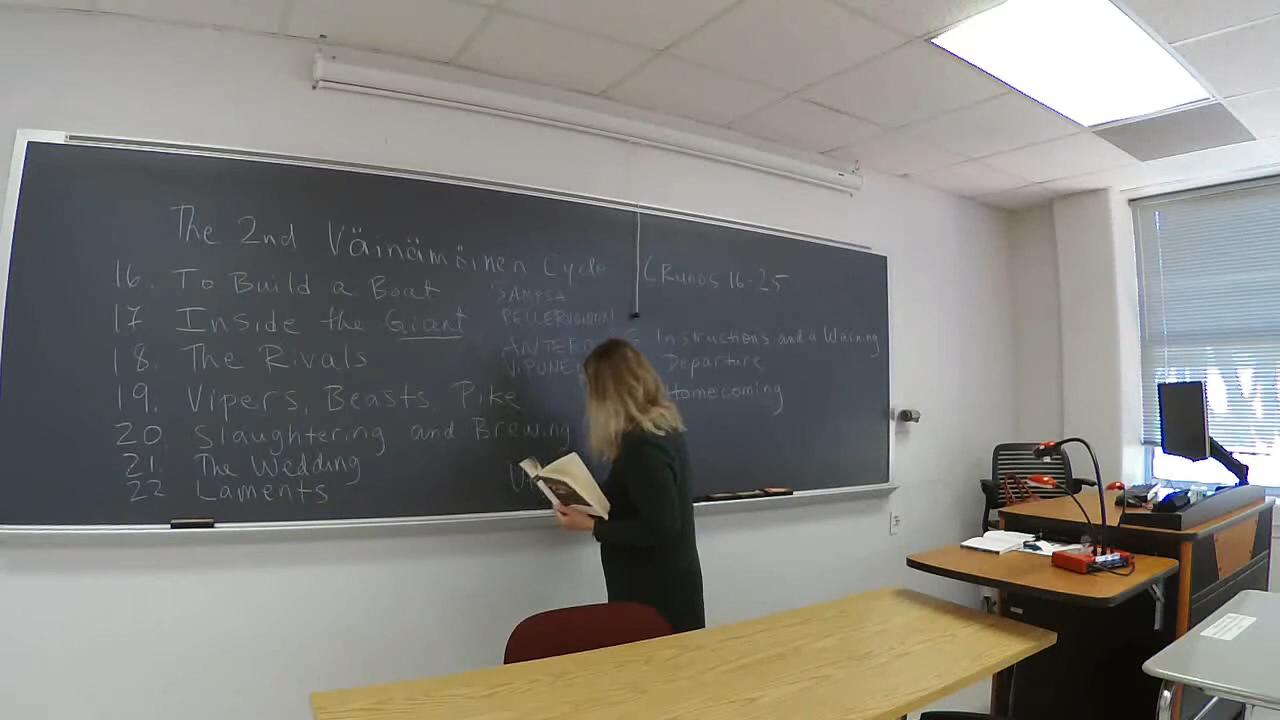 The 2nd Väinämöinen Cycle (Runos 16-25
16. To Build a Boat
17 Inside the Giant
18. The Rivals
19. Vipers, Beasts, Pike
20. Slaughtering and Br
21. The Wedding
22 Laments
SAMPSA
PELLERVOINEN
ANTERO
Instructions and a Warning
Departure
Homecoming